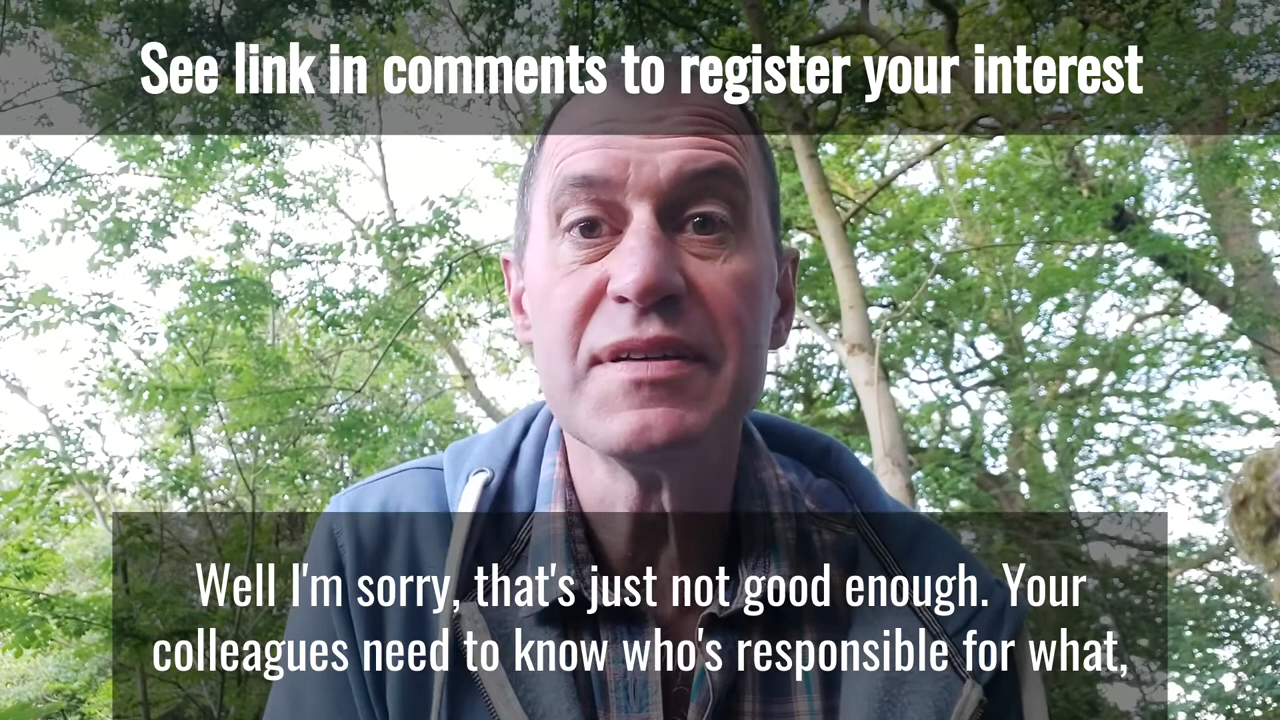 See link in comments to register your interest
Well I'm sorry, that's just not good enough. Your
colleagues need to know who's responsible for what,